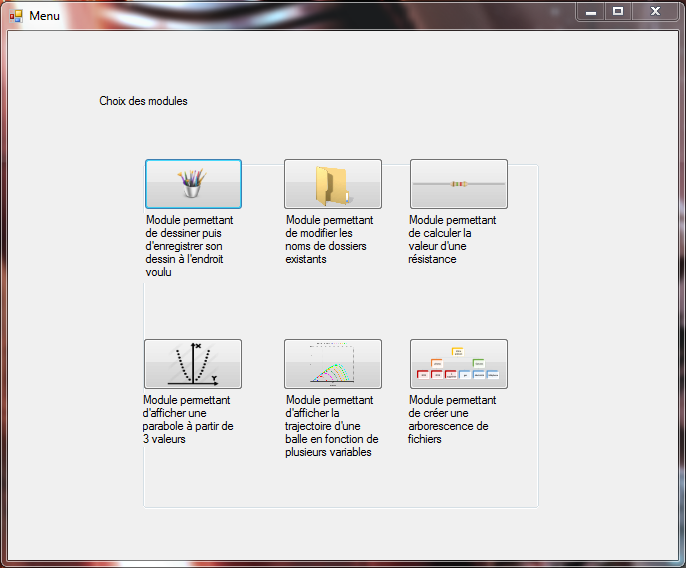 Menu
Choix des modules
Module permettant
de dessiner puis
d'enregistrer son
dessin à l'endroit
voulu
Module permettant
de modifier les
noms de dossiers
existants
Module permettant
de calculer la
valeur d'une
résistance
X
Y
Module permettant
d'afficher une
parabole à partir de
3 valeurs
Module permettant
d'afficher la
trajectoire d'une
balle en fonction de
plusieurs variables
Module permettant
de créer une
arborescence de
fichiers